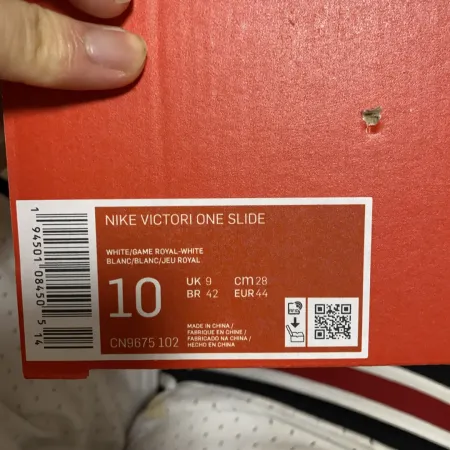 NIKE VICTORI ONE SLIDE
WHITE/GAME ROYAL-WHITE
BLANC/BLANC/JEU ROYAL
10
UK 9 CM 28
BR 42 EUR 44
MADE IN CHINA /
FABRIQUE EN CHINE /
FABRICADO NA CHINA /
HECHO EN CHINA
CN9675 102
1 94501 08450 5 14